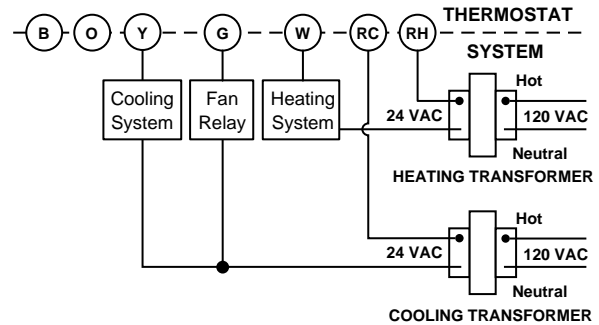 THERMOSTAT
B O Y G W RC RH
SYSTEM
Cooling
System
Fan
Relay
Heating
System
Hot
24 VAC
120 VAC
Neutral
HEATING TRANSFORMER
Hot
24 VAC
120 VAC
Neutral
COOLING TRANSFORMER